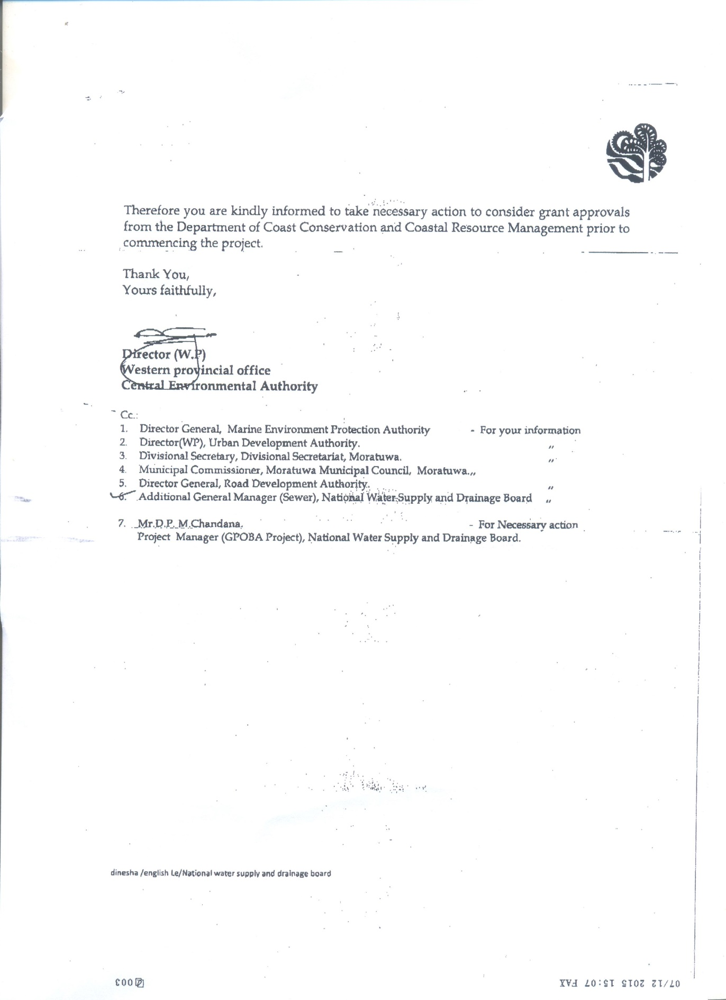 Therefore you are kindly informed to take necessary action to consider grant approvals
from the Department of Coast Conservation and Coastal Resource Management prior to
commencing the project.
Thank You,
Yours faithfully,
Director (W.P)
Western provincial office
Central Environmental Authority
Cc.:
1. Director General, Marine Environment Protection Authority - For your information
2. Director(WP), Urban Development Authority. „
3. Divisional Secretary, Divisional Secretariat, Moratuwa. „
4. Municipal Commissioner, Moratuwa Municipal Council, Moratuwa.,,
5. Director General, Road Development Authority. „
6. Additional General Manager (Sewer), National Water Supply and Drainage Board „
7. Mr.D.P. M.Chandana. - For Necessary action
Project Manager (GPOBA Project), National Water Supply and Drainage Board.
dinesha /english Le/National water supply and drainage board
07/12 2015 15:07 FAX 003